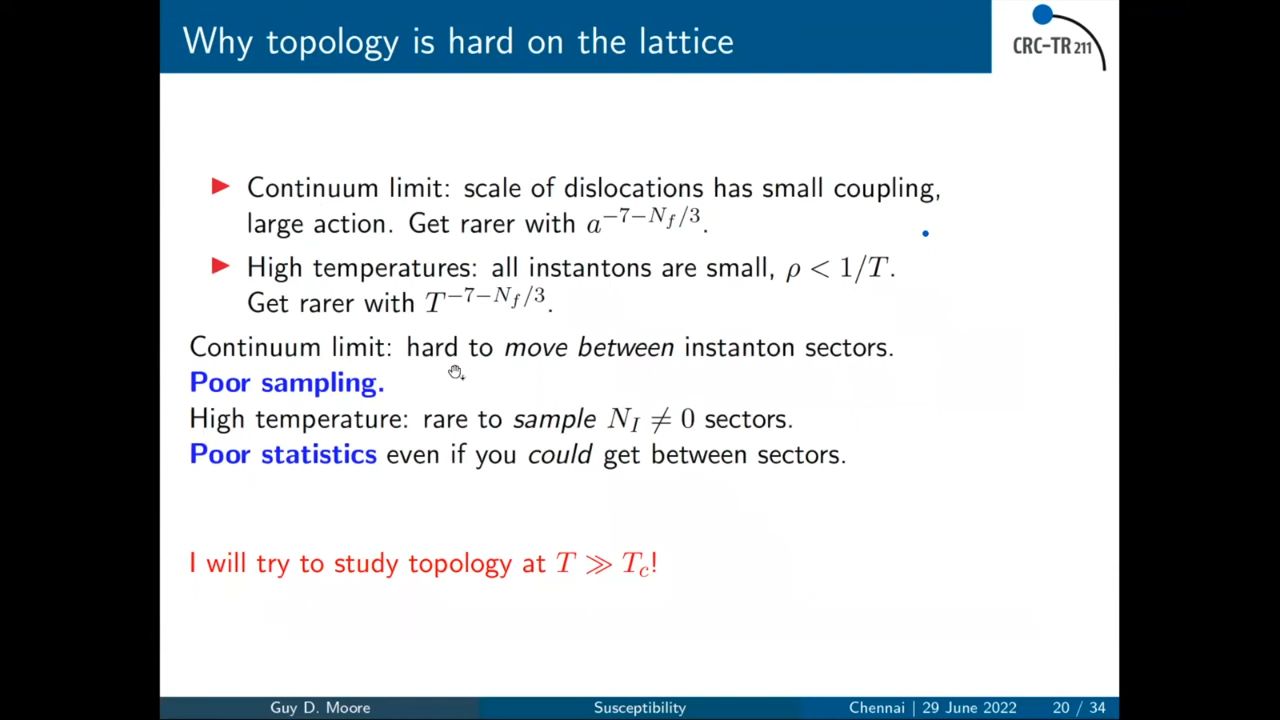 Why topology is hard on the lattice
CRC-TR 211
▶ Continuum limit: scale of dislocations has small coupling,
large action. Get rarer with $a^{-7-N_f/3}$.
▶ High temperatures: all instantons are small, $\rho < 1/T$.
Get rarer with $T^{-7-N_f/3}$.
Continuum limit: hard to move between instanton sectors.
Poor sampling.
High temperature: rare to sample $N_I \neq 0$ sectors.
Poor statistics even if you could get between sectors.
I will try to study topology at $T \gg T_c$!
Guy D. Moore
Susceptibility
Chennai | 29 June 2022
20 / 34